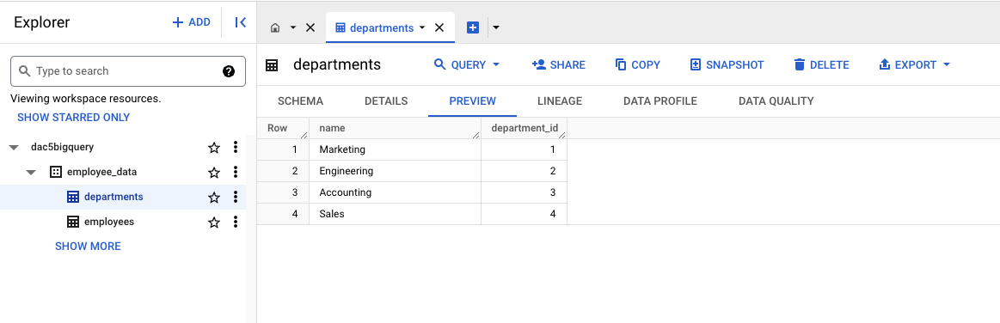 Explorer
+ ADD
departments
Type to search
Viewing workspace resources.
SHOW STARRED ONLY
dac5bigquery
employee_data
departments
employees
SHOW MORE
departments
QUERY SHARE COPY SNAPSHOT DELETE EXPORT
SCHEMA DETAILS PREVIEW LINEAGE DATA PROFILE DATA QUALITY
Row name department_id
1 Marketing 1
2 Engineering 2
3 Accounting 3
4 Sales 4